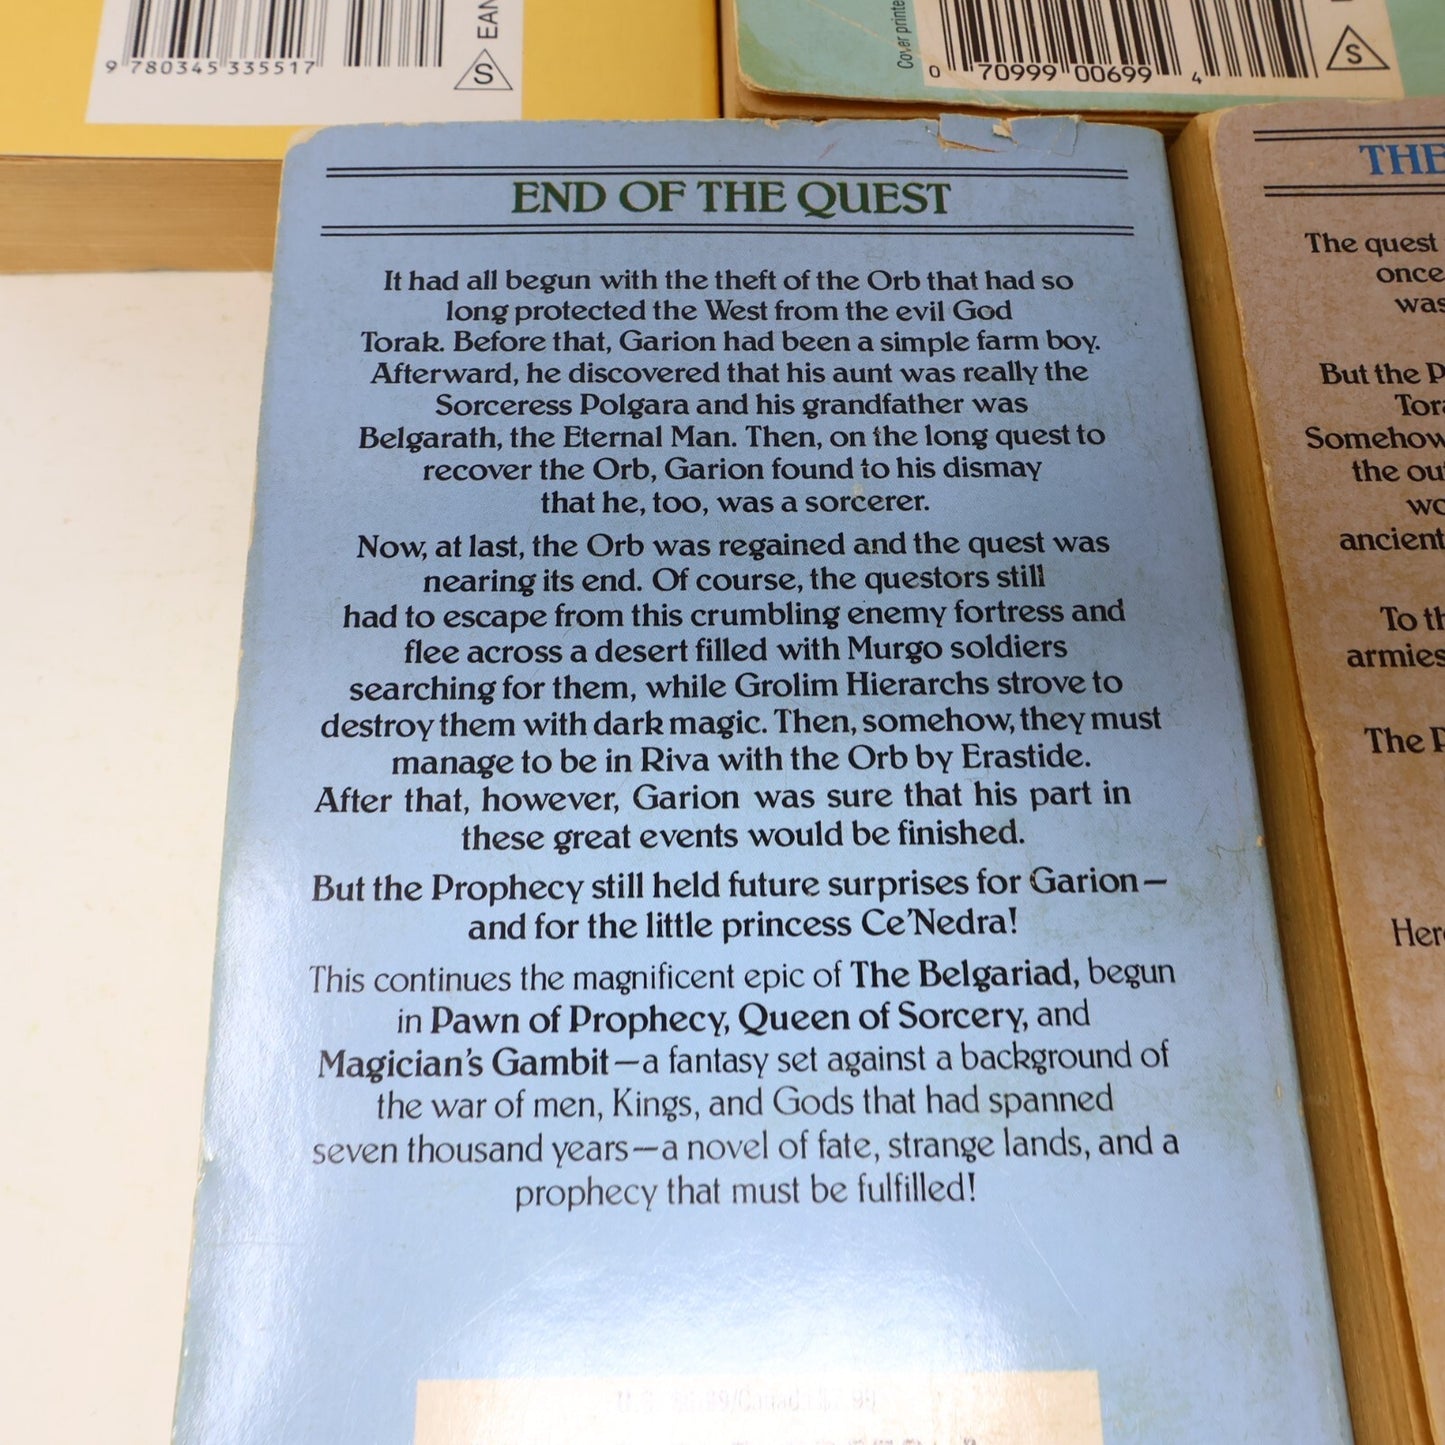 9 780345 335517
EAN
S
Cover printe
0 70999 00699 4
S
END OF THE QUEST
It had all begun with the theft of the Orb that had so
long protected the West from the evil God
Torak. Before that, Garion had been a simple farm boy.
Afterward, he discovered that his aunt was really the
Sorceress Polgara and his grandfather was
Belgarath, the Eternal Man. Then, on the long quest to
recover the Orb, Garion found to his dismay
that he, too, was a sorcerer.
Now, at last, the Orb was regained and the quest was
nearing its end. Of course, the questors still
had to escape from this crumbling enemy fortress and
flee across a desert filled with Murgo soldiers
searching for them, while Grolim Hierarchs strove to
destroy them with dark magic. Then, somehow, they must
manage to be in Riva with the Orb by Erastide.
After that, however, Garion was sure that his part in
these great events would be finished.
But the Prophecy still held future surprises for Garion—
and for the little princess Ce'Nedra!
This continues the magnificent epic of The Belgariad, begun
in Pawn of Prophecy, Queen of Sorcery, and
Magician's Gambit—a fantasy set against a background of
the war of men, Kings, and Gods that had spanned
seven thousand years—a novel of fate, strange lands, and a
prophecy that must be fulfilled!
THE
The quest
once
was
But the P
Tora
Somehow
the ou
wo
ancient
To th
armies
The P
Her